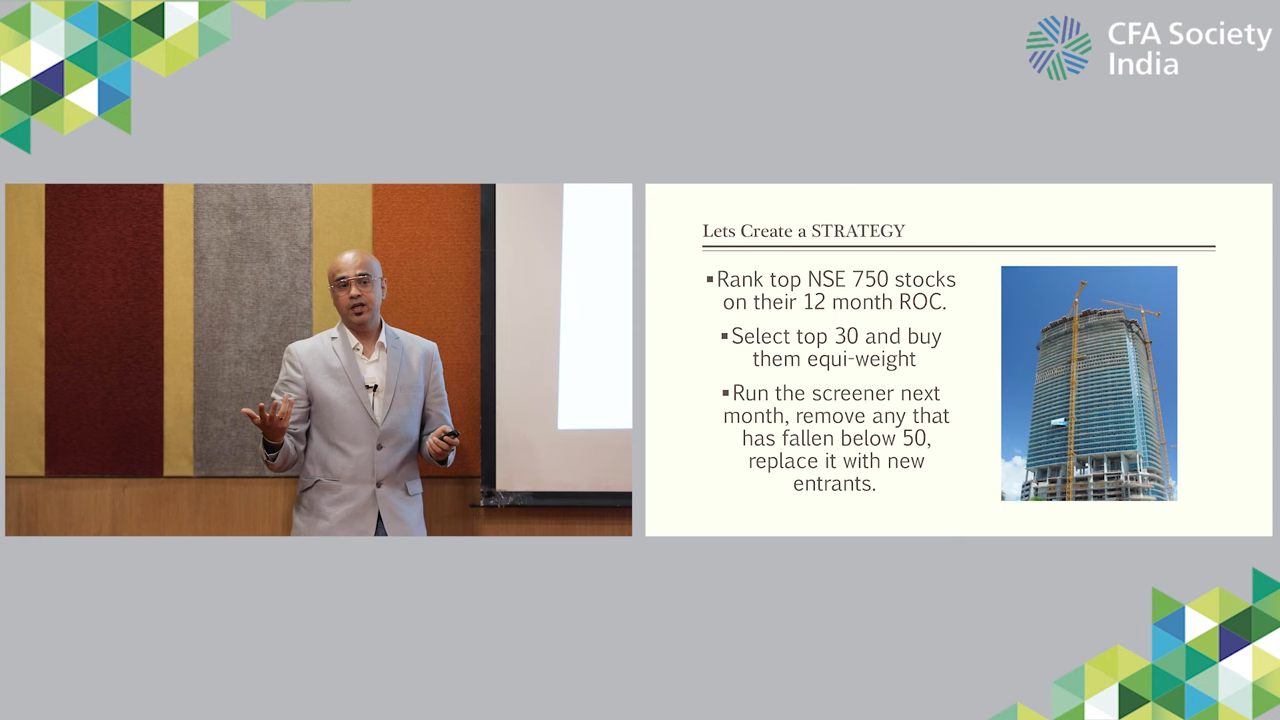 CFA Society
India
Lets Create a STRATEGY
▪Rank top NSE 750 stocks
on their 12 month ROC.
▪Select top 30 and buy
them equi-weight
▪Run the screener next
month, remove any that
has fallen below 50,
replace it with new
entrants.